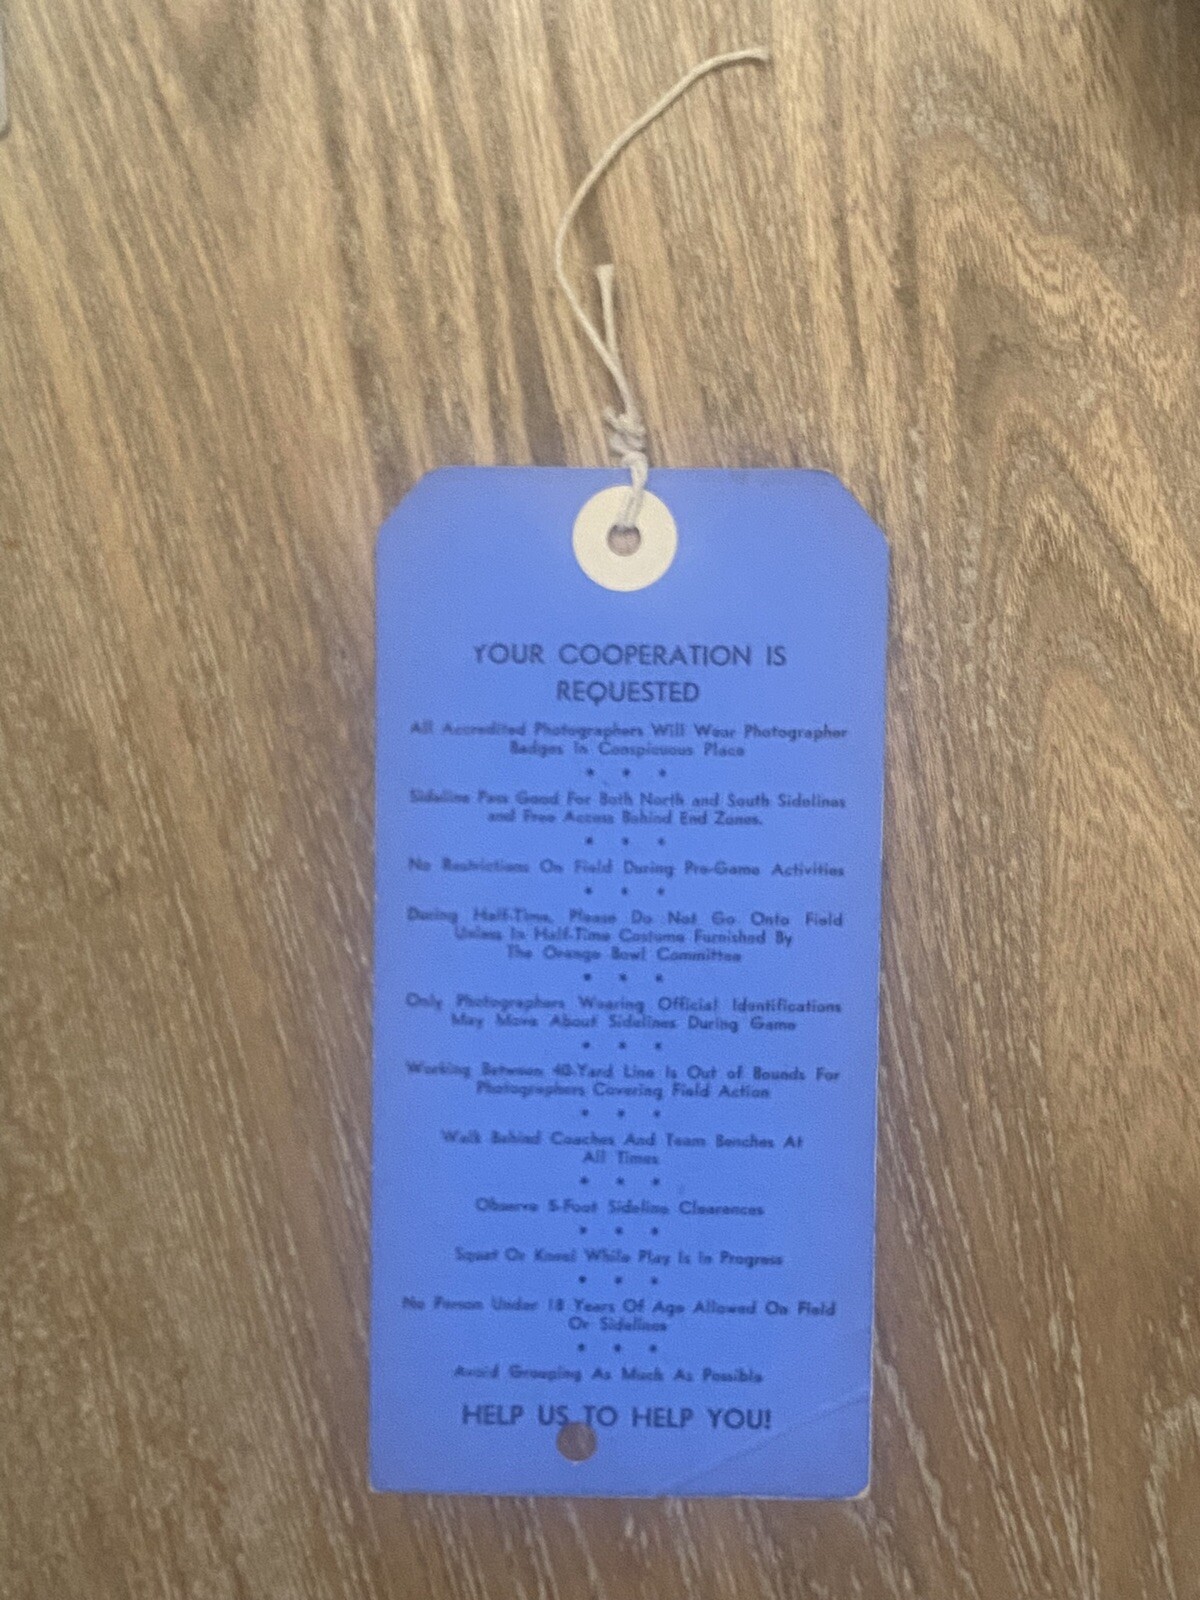 YOUR COOPERATION IS
REQUESTED
All Accredited Photographers Will Wear Photographer
Badges In Conspicuous Place
* * *
Sideline Pass Good For Both North and South Sidelines
and Free Access Behind End Zones.
* * *
No Restrictions On Field During Pre-Game Activities
* * *
During Half-Time, Please Do Not Go Onto Field
Unless In Half-Time Costume Furnished By
The Orange Bowl Committee
* * *
Only Photographers Wearing Official Identifications
May Move About Sidelines During Game
* * *
Working Between 40-Yard Line Is Out of Bounds For
Photographers Covering Field Action
* * *
Walk Behind Coaches And Team Benches At
All Times
* * *
Observe 5-Foot Sideline Clearences
* * *
Squat Or Kneel While Play Is In Progress
* * *
No Person Under 18 Years Of Age Allowed On Field
Or Sidelines
* * *
Avoid Grouping As Much As Possible
HELP US TO HELP YOU!